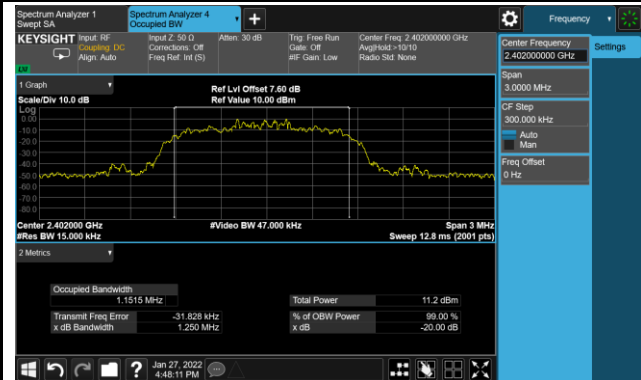 Spectrum Analyzer 1
Swept SA
Spectrum Analyzer 4
Occupied BW
Frequency
KEYSIGHT
Input: RF
Coupling: DC
Align: Auto
Input Z: 50 Ω
Corrections: Off
Freq Ref: Int (S)
Atten: 30 dB
Trig: Free Run
Gate: Off
#IF Gain: Low
Center Freq: 2.402000000 GHz
Avg|Hold:>10/10
Radio Std: None
Center Frequency
2.402000000 GHz
Settings
Span
3.0000 MHz
CF Step
300.000 kHz
Auto
Man
Freq Offset
0 Hz
1 Graph
Scale/Div 10.0 dB
Ref Lvl Offset 7.60 dB
Ref Value 10.00 dBm
Log
0.00
-10.0
-20.0
-30.0
-40.0
-50.0
-60.0
-70.0
-80.0
Center 2.402000 GHz
#Res BW 15.000 kHz
#Video BW 47.000 kHz
Span 3 MHz
Sweep 12.8 ms (2001 pts)
2 Metrics
Occupied Bandwidth
1.1515 MHz
Total Power 11.2 dBm
Transmit Freq Error -31.828 kHz
% of OBW Power 99.00 %
x dB Bandwidth 1.250 MHz
x dB -20.00 dB
?
Jan 27, 2022
4:48:11 PM